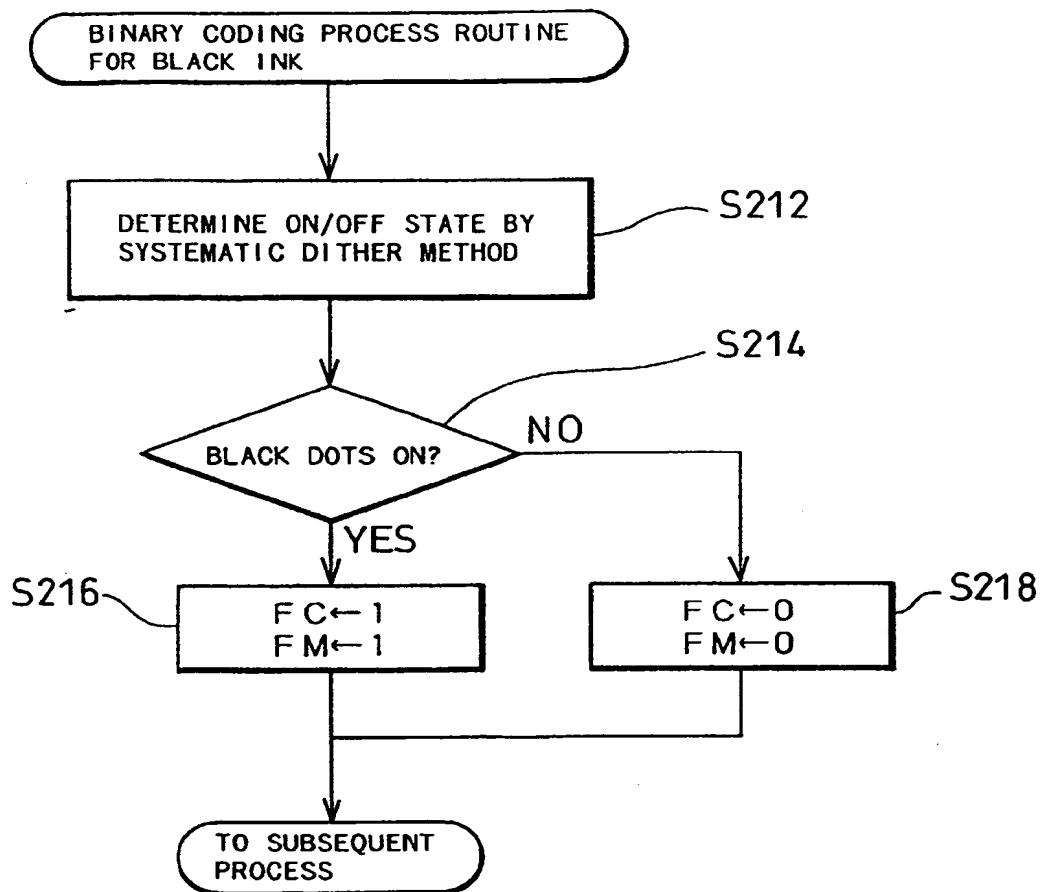 BINARY CODING PROCESS ROUTINE
FOR BLACK INK
DETERMINE ON/OFF STATE BY
SYSTEMATIC DITHER METHOD
S212
S214
BLACK DOTS ON?
NO
YES
S216
FC←1
FM←1
FC←0
FM←0
S218
TO SUBSEQUENT
PROCESS